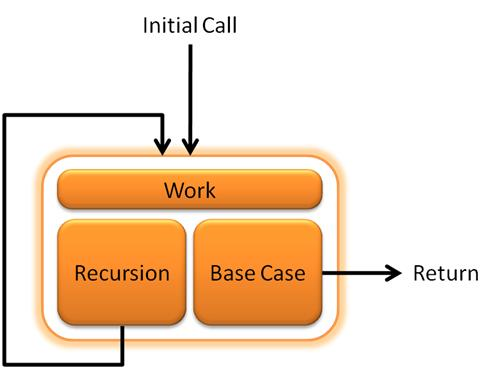 Initial Call
Work
Recursion
Base Case
Return